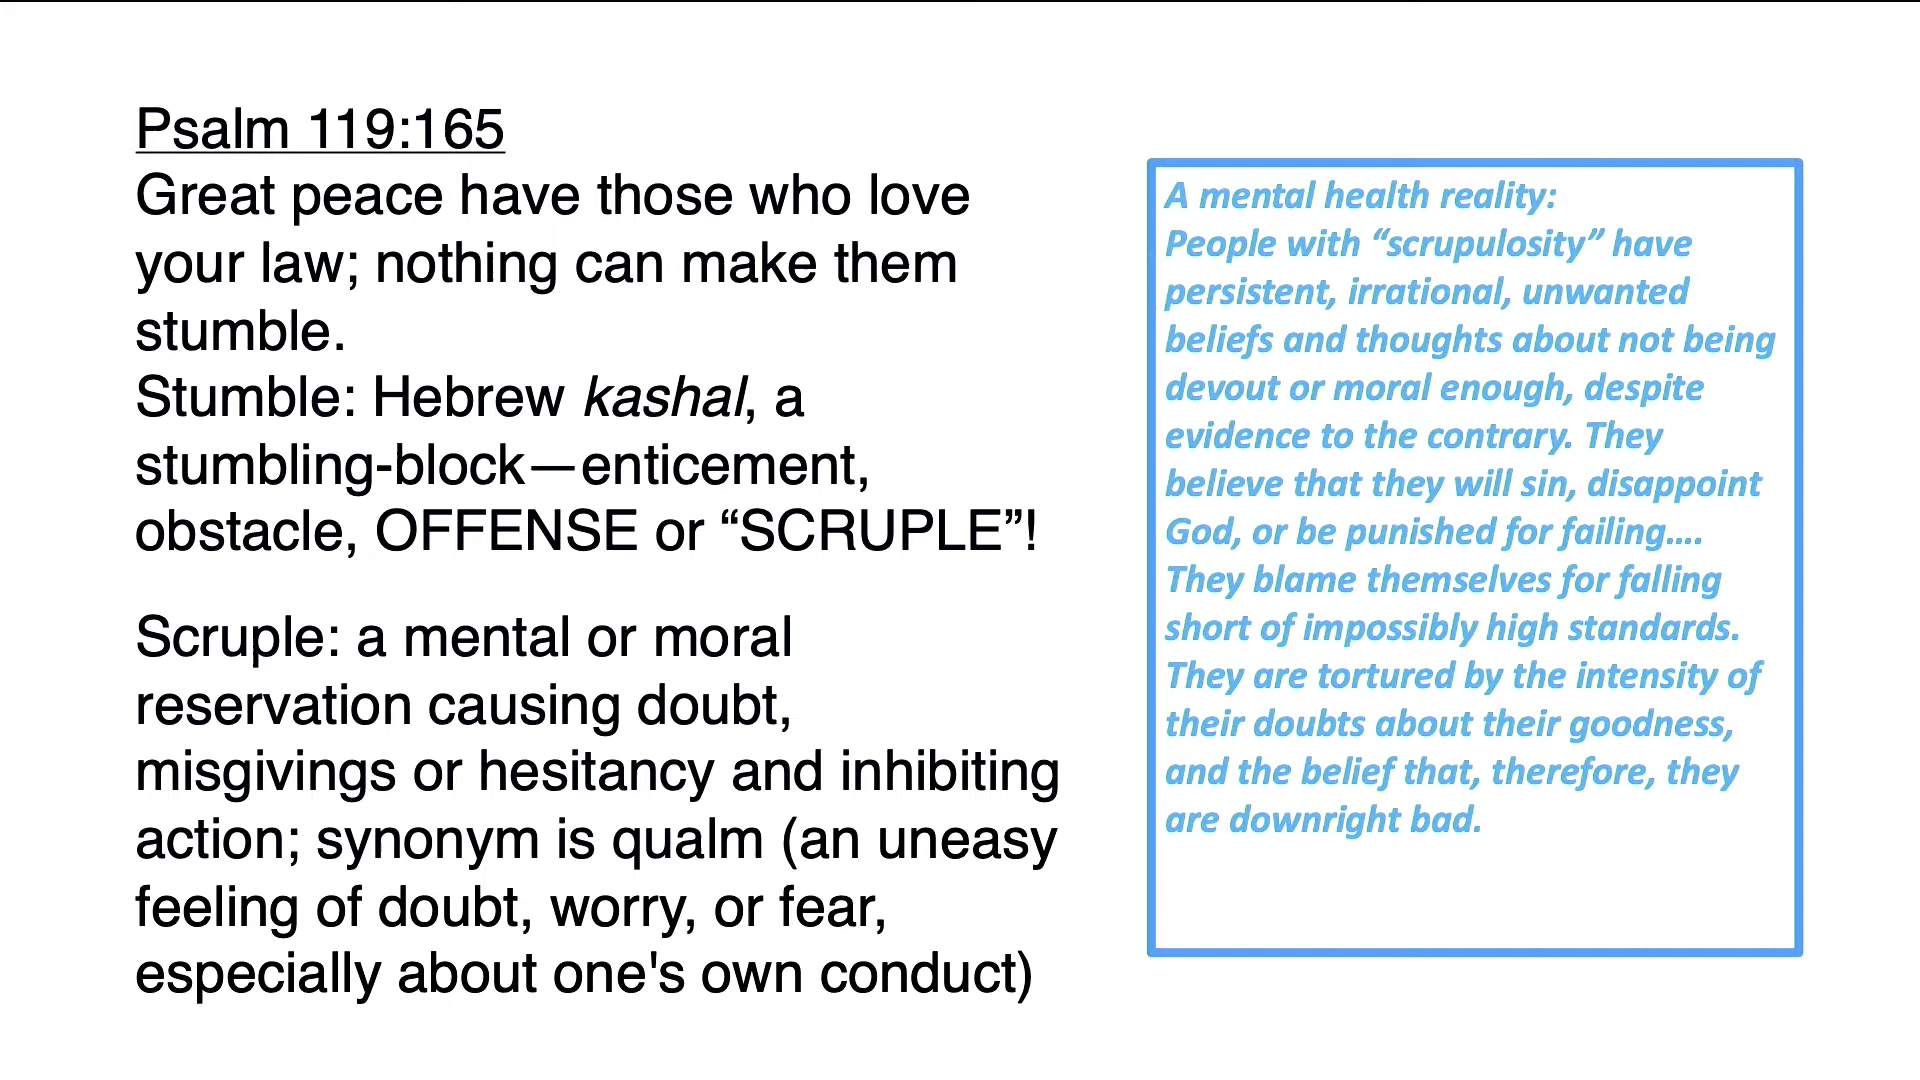 Psalm 119:165
Great peace have those who love
your law; nothing can make them
stumble.
Stumble: Hebrew kashal, a
stumbling-block—enticement,
obstacle, OFFENSE or “SCRUPLE”!
Scruple: a mental or moral
reservation causing doubt,
misgivings or hesitancy and inhibiting
action; synonym is qualm (an uneasy
feeling of doubt, worry, or fear,
especially about one's own conduct)
A mental health reality:
People with “scrupulosity” have
persistent, irrational, unwanted
beliefs and thoughts about not being
devout or moral enough, despite
evidence to the contrary. They
believe that they will sin, disappoint
God, or be punished for failing....
They blame themselves for falling
short of impossibly high standards.
They are tortured by the intensity of
their doubts about their goodness,
and the belief that, therefore, they
are downright bad.